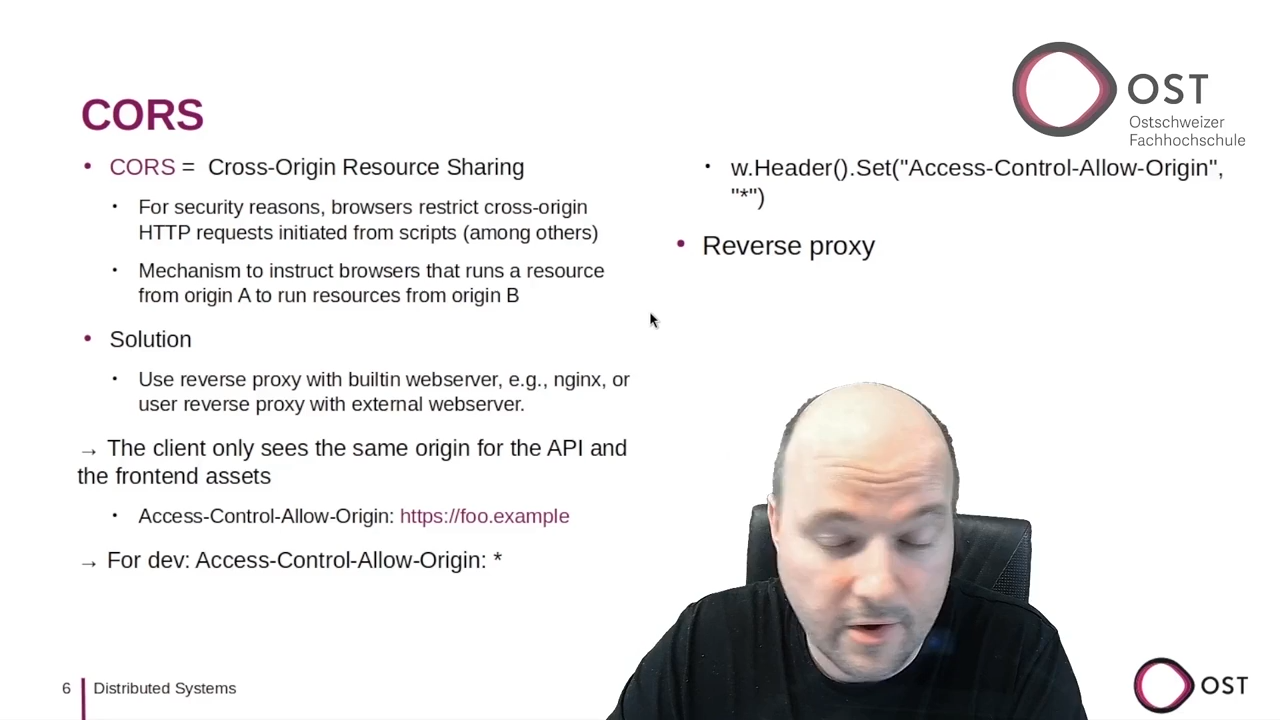 CORS
• CORS = Cross-Origin Resource Sharing
• For security reasons, browsers restrict cross-origin
HTTP requests initiated from scripts (among others)
• Mechanism to instruct browsers that runs a resource
from origin A to run resources from origin B
• Solution
• Use reverse proxy with builtin webserver, e.g., nginx, or
user reverse proxy with external webserver.
→ The client only sees the same origin for the API and
the frontend assets
• Access-Control-Allow-Origin: https://foo.example
→ For dev: Access-Control-Allow-Origin: *
OST
Ostschweizer
Fachhochschule
• w.Header().Set("Access-Control-Allow-Origin",
"*")
• Reverse proxy
6 Distributed Systems
OST